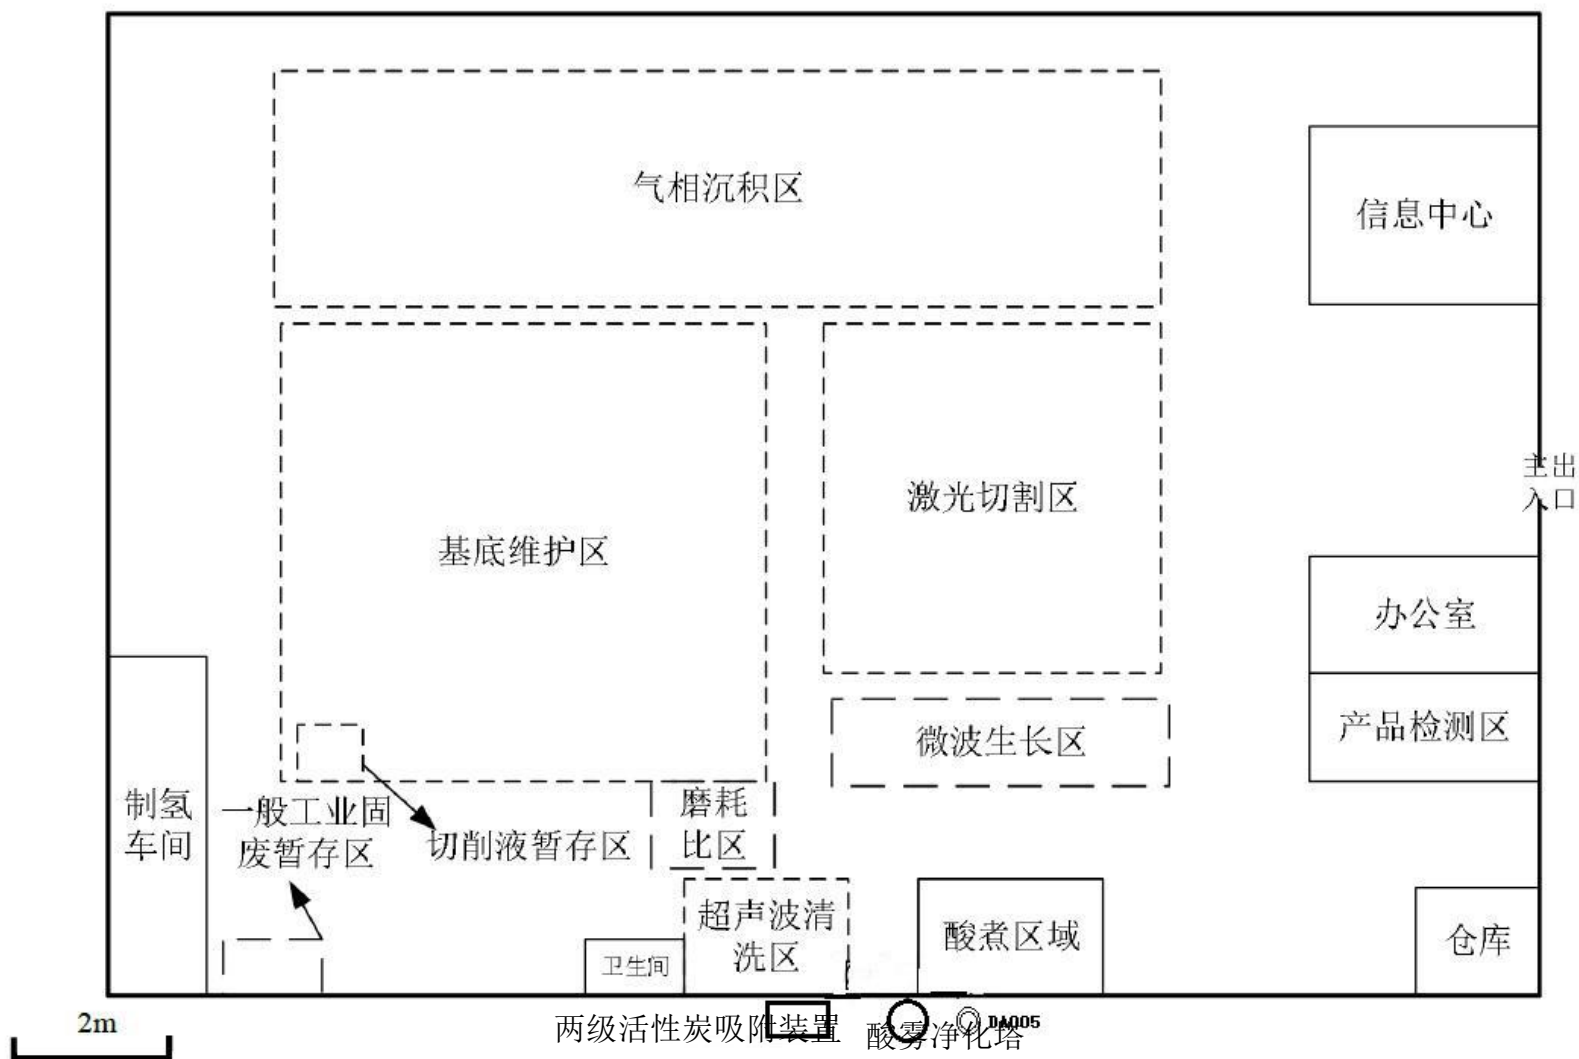 气相沉积区
信息中心
主出
入口
激光切割区
基底维护区
办公室
产品检测区
微波生长区
制氢
车间
一般工业固
废暂存区
切削液暂存区
磨耗
比区
超声波清
洗区
酸煮区域
仓库
卫生间
2m
两级活性炭吸附装置
酸雾净化塔
DA005